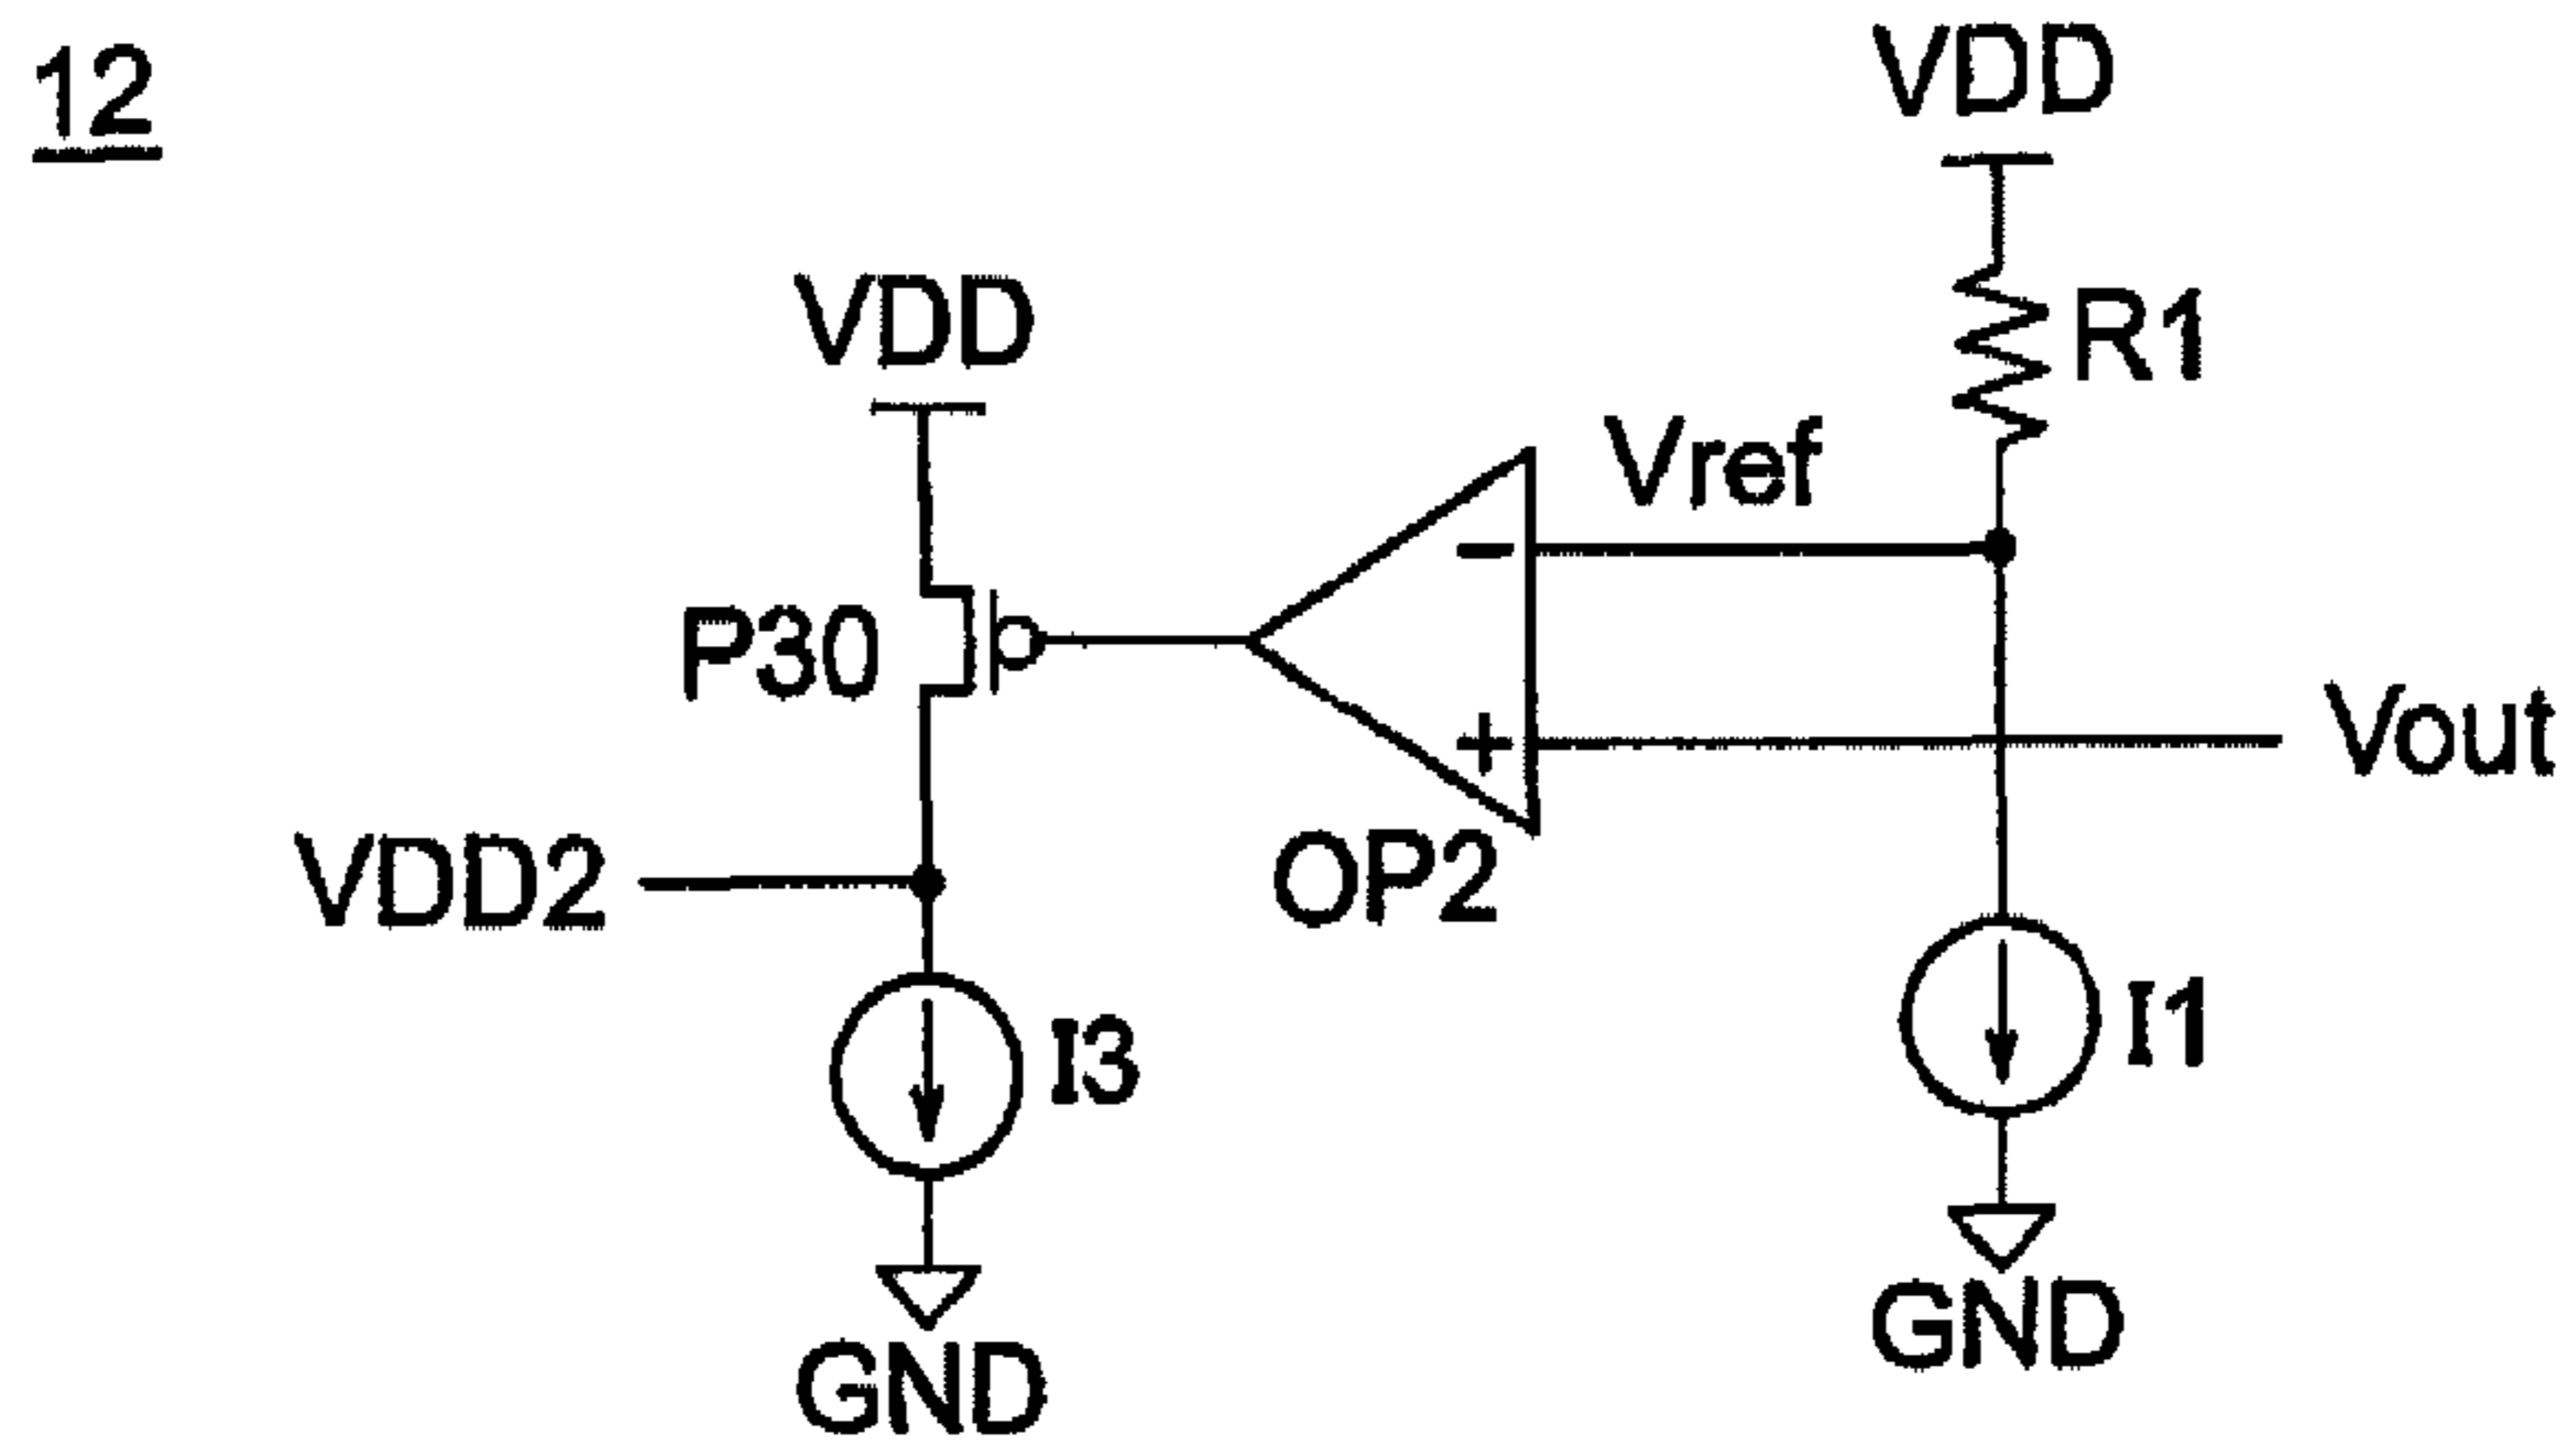 12
VDD
VDD
R1
Vref
-
P30
+
Vout
VDD2
OP2
I3
I1
GND
GND